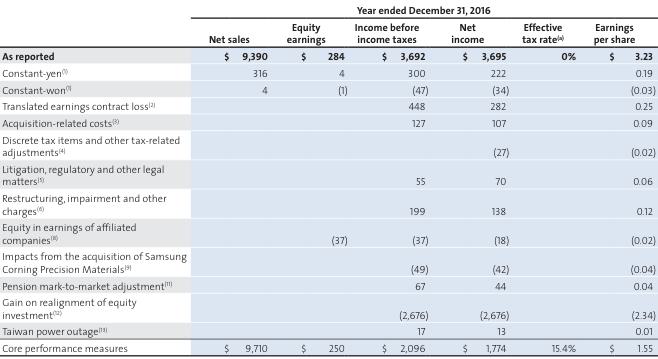 Year ended December 31, 2016
Net sales Equity earnings Income before income taxes Net income Effective tax rate(a) Earnings per share
As reported $ 9,390 $ 284 $ 3,692 $ 3,695 0% $ 3.23
Constant-yen(1) 316 4 300 222 0.19
Constant-won(1) 4 (1) (47) (34) (0.03)
Translated earnings contract loss(2) 448 282 0.25
Acquisition-related costs(3) 127 107 0.09
Discrete tax items and other tax-related
adjustments(4) (27) (0.02)
Litigation, regulatory and other legal
matters(5) 55 70 0.06
Restructuring, impairment and other
charges(6) 199 138 0.12
Equity in earnings of affiliated
companies(8) (37) (37) (18) (0.02)
Impacts from the acquisition of Samsung
Corning Precision Materials(9) (49) (42) (0.04)
Pension mark-to-market adjustment(11) 67 44 0.04
Gain on realignment of equity
investment(12) (2,676) (2,676) (2.34)
Taiwan power outage(13) 17 13 0.01
Core performance measures $ 9,710 $ 250 $ 2,096 $ 1,774 15.4% $ 1.55